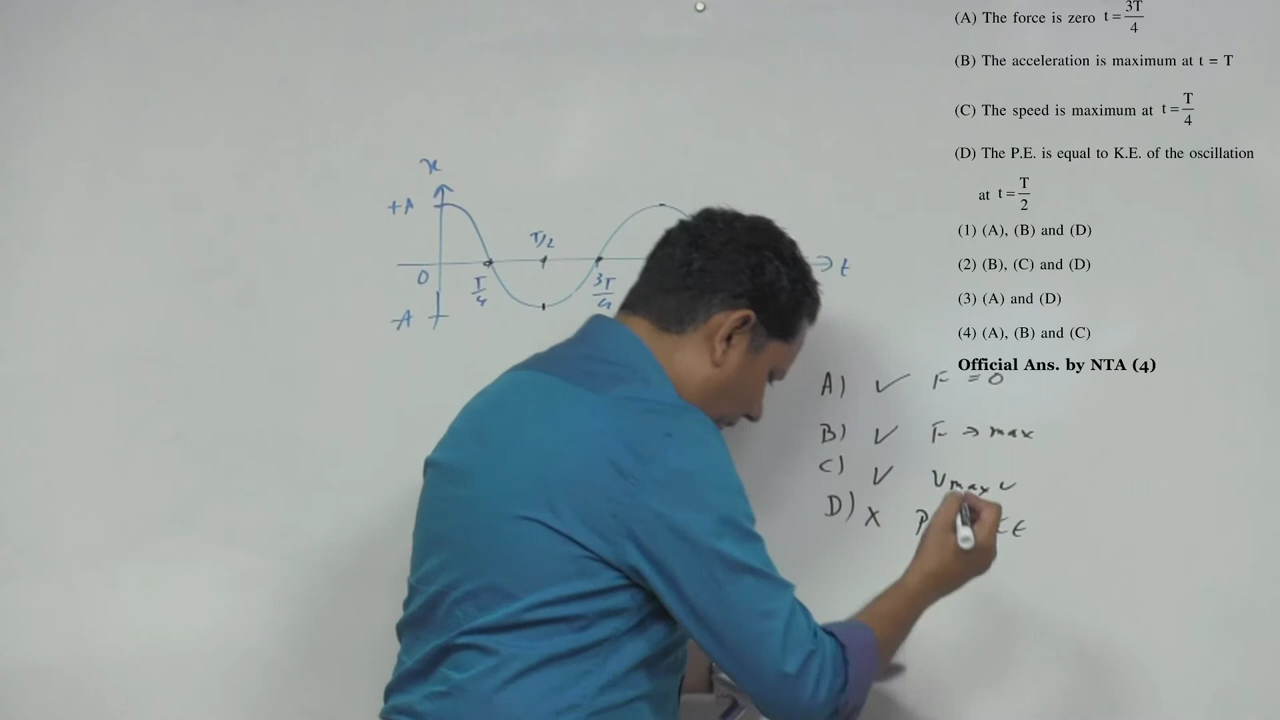 (A) The force is zero t = 3T/4
(B) The acceleration is maximum at t = T
(C) The speed is maximum at t = T/4
(D) The P.E. is equal to K.E. of the oscillation
at t = T/2
(1) (A), (B) and (D)
(2) (B), (C) and (D)
(3) (A) and (D)
(4) (A), (B) and (C)
Official Ans. by NTA (4)
x
+A
T/2
0
T/4
3T/4
t
-A
A) ✓ F = 0
B) ✓ F → max
C) ✓ Vmax ✓
D) X P